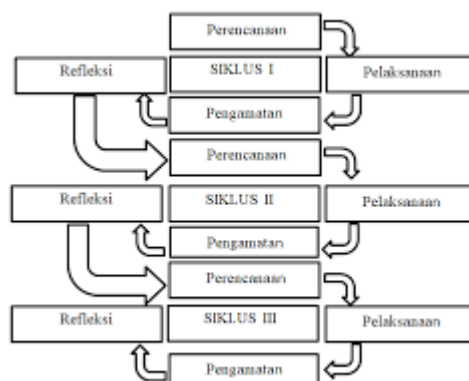 Perencanaan
Refleksi SIKLUS I Pelaksanaan
Pengamatan
Perencanaan
Refleksi SIKLUS II Pelaksanaan
Pengamatan
Perencanaan
Refleksi SIKLUS III Pelaksanaan
Pengamatan